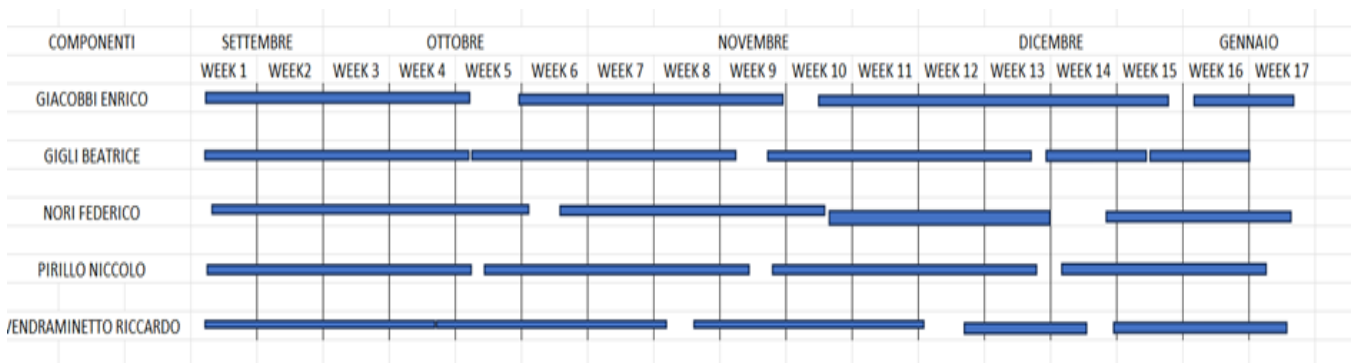 COMPONENTI SETTEMBRE OTTOBRE NOVEMBRE DICEMBRE GENNAIO
WEEK 1 WEEK2 WEEK 3 WEEK 4 WEEK 5 WEEK 6 WEEK 7 WEEK 8 WEEK 9 WEEK 10 WEEK 11 WEEK 12 WEEK 13 WEEK 14 WEEK 15 WEEK 16 WEEK 17
GIACOBBI ENRICO
GIGLI BEATRICE
NORI FEDERICO
PIRILLO NICCOLO
VENDRAMINETTO RICCARDO